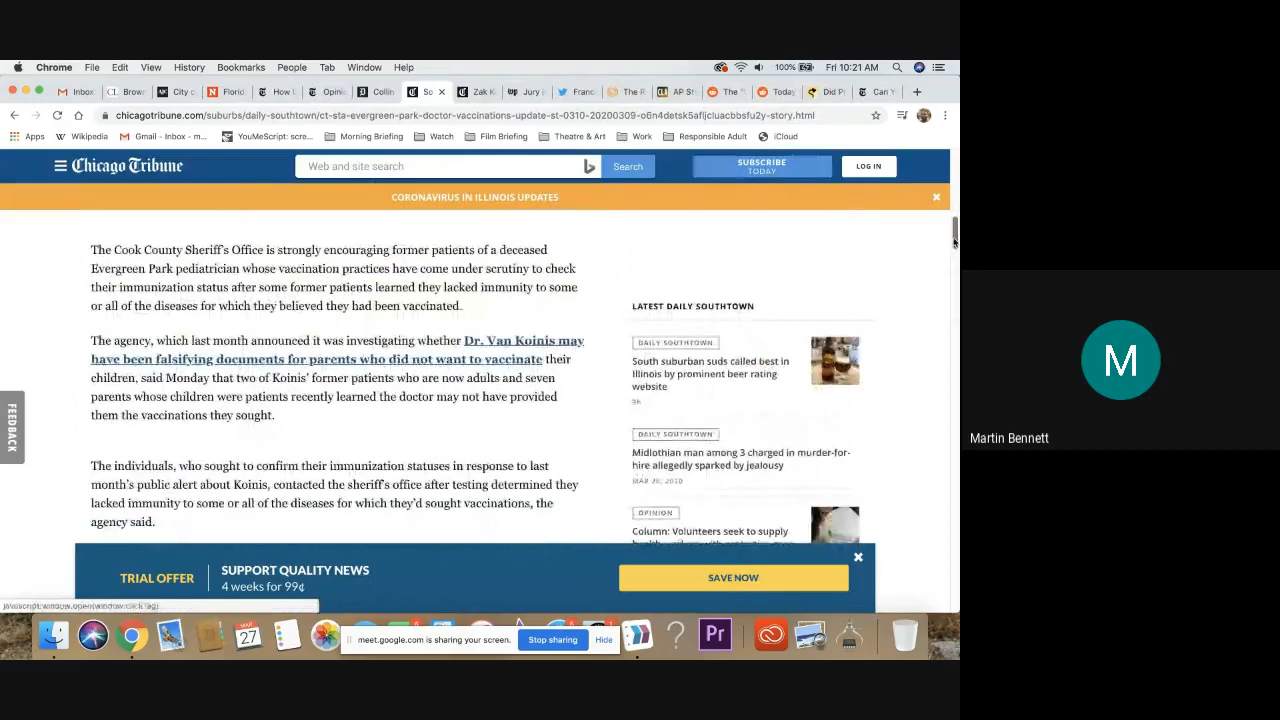 Chrome File Edit View History Bookmarks People Tab Window Help 100% Fri 10:21 AM
Inbox Brow City c Florid How I Opini Collin So Zak K Jury i Franc The R AP St The " Today Did P Can Y
chicagotribune.com/suburbs/daily-southtown/ct-sta-evergreen-park-doctor-vaccinations-update-st-0310-20200309-o6n4detsk5afljcluacbbsfu2y-story.html
Apps Wikipedia Gmail - Inbox - m... YouMeScript: scre... Morning Briefing Watch Film Briefing Theatre & Art Work Responsible Adult iCloud
Chicago Tribune
Web and site search
Search
SUBSCRIBE
TODAY
LOG IN
CORONAVIRUS IN ILLINOIS UPDATES
The Cook County Sheriff's Office is strongly encouraging former patients of a deceased
Evergreen Park pediatrician whose vaccination practices have come under scrutiny to check
their immunization status after some former patients learned they lacked immunity to some
or all of the diseases for which they believed they had been vaccinated.
The agency, which last month announced it was investigating whether Dr. Van Koinis may
have been falsifying documents for parents who did not want to vaccinate their
children, said Monday that two of Koinis' former patients who are now adults and seven
parents whose children were patients recently learned the doctor may not have provided
them the vaccinations they sought.
The individuals, who sought to confirm their immunization statuses in response to last
month's public alert about Koinis, contacted the sheriff's office after testing determined they
lacked immunity to some or all of the diseases for which they'd sought vaccinations, the
agency said.
LATEST DAILY SOUTHTOWN
DAILY SOUTHTOWN
South suburban suds called best in
Illinois by prominent beer rating
website
DAILY SOUTHTOWN
Midlothian man among 3 charged in murder-for-
hire allegedly sparked by jealousy
MAR 26, 2020
OPINION
Column: Volunteers seek to supply
FEEDBACK
TRIAL OFFER
SUPPORT QUALITY NEWS
4 weeks for 99¢
SAVE NOW
MAR
27
meet.google.com is sharing your screen.
Stop sharing
Hide
Pr
M
Martin Bennett